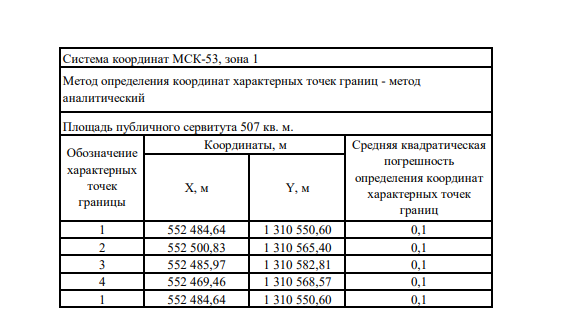 Система координат МСК-53, зона 1
Метод определения координат характерных точек границ - метод
аналитический
Площадь публичного сервитута 507 кв. м.
Обозначение
характерных
точек
границы
Координаты, м
X, м
Y, м
Средняя квадратическая
погрешность
определения координат
характерных точек
границ
1 552 484,64 1 310 550,60 0,1
2 552 500,83 1 310 565,40 0,1
3 552 485,97 1 310 582,81 0,1
4 552 469,46 1 310 568,57 0,1
1 552 484,64 1 310 550,60 0,1